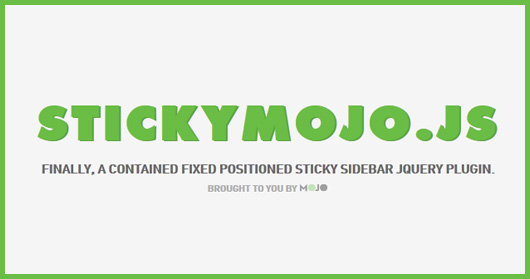 STICKYMOJO.JS
FINALLY, A CONTAINED FIXED POSITIONED STICKY SIDEBAR JQUERY PLUGIN.
BROUGHT TO YOU BY MOJO